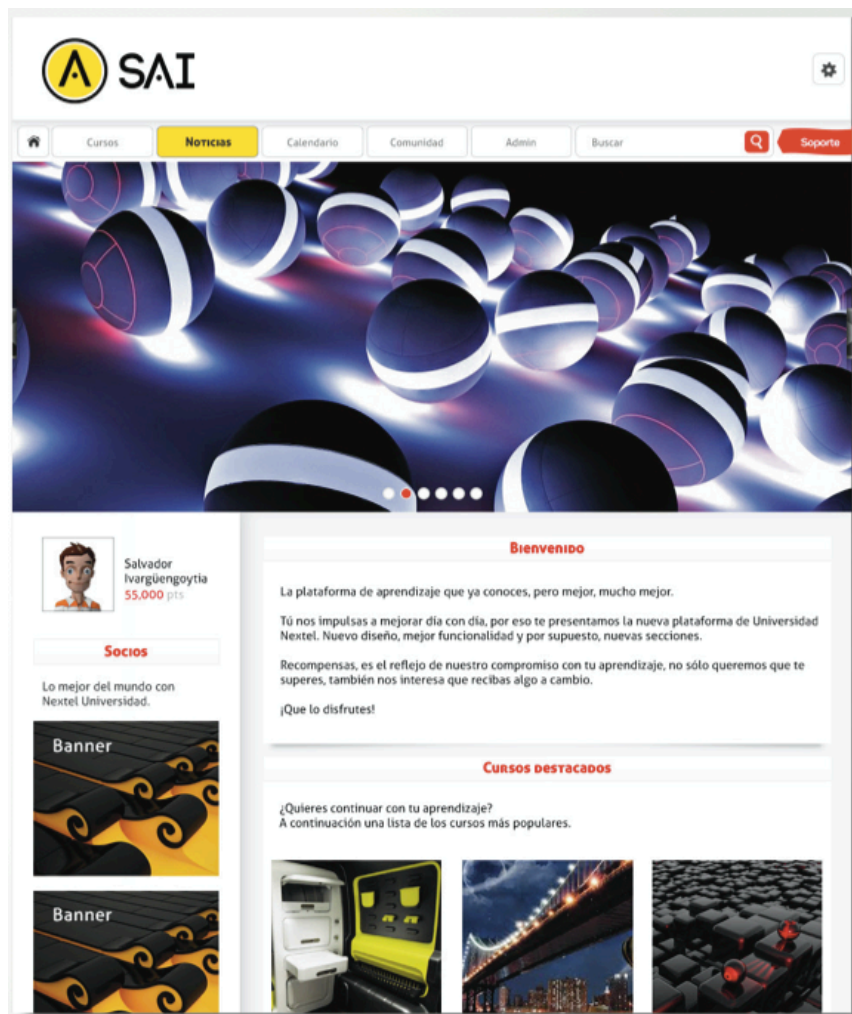 SAI
Cursos
Noticias
Calendario
Comunidad
Admin
Buscar
Soporte
Salvador
Ivargüengoytia
55,000 pts
Socios
Lo mejor del mundo con
Nextel Universidad.
Banner
Banner
Bienvenido
La plataforma de aprendizaje que ya conoces, pero mejor, mucho mejor.
Tú nos impulsas a mejorar día con día, por eso te presentamos la nueva plataforma de Universidad
Nextel. Nuevo diseño, mejor funcionalidad y por supuesto, nuevas secciones.
Recompensas, es el reflejo de nuestro compromiso con tu aprendizaje, no sólo queremos que te
superes, también nos interesa que recibas algo a cambio.
¡Que lo disfrutes!
Cursos destacados
¿Quieres continuar con tu aprendizaje?
A continuación una lista de los cursos más populares.